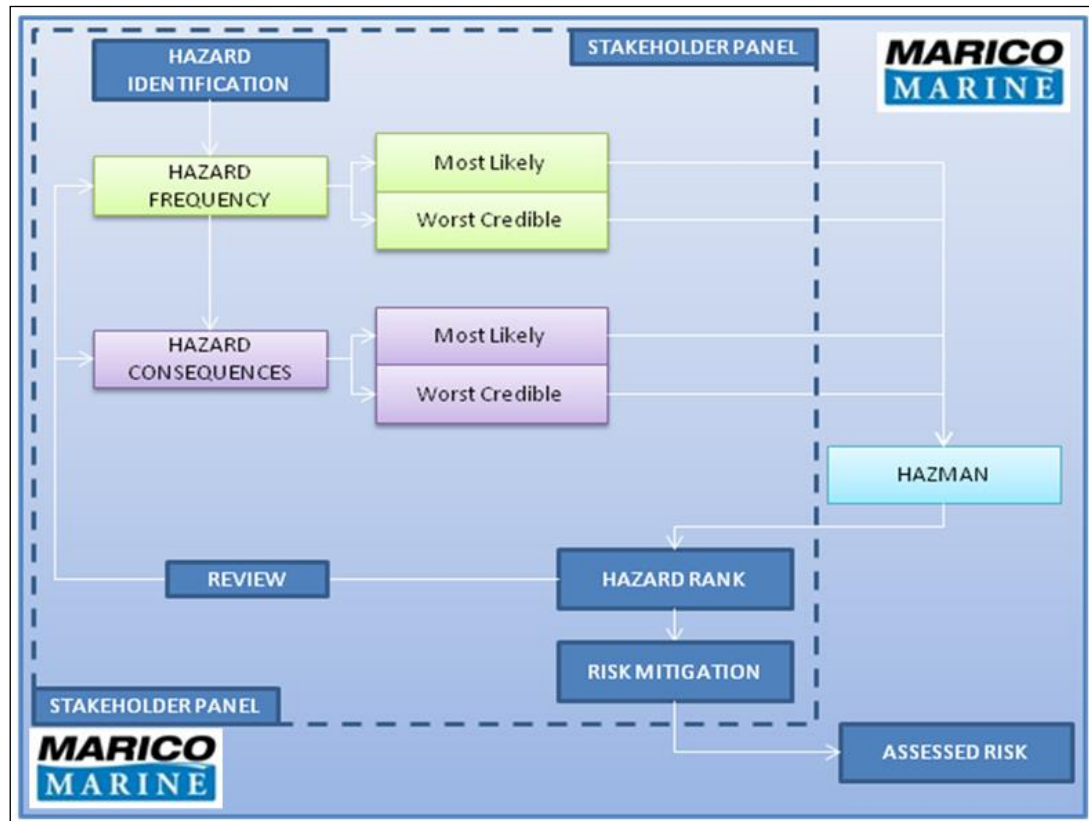 HAZARD
IDENTIFICATION
STAKEHOLDER PANEL
MARICO
MARINE
HAZARD
FREQUENCY
Most Likely
Worst Credible
HAZARD
CONSEQUENCES
Most Likely
Worst Credible
HAZMAN
REVIEW
HAZARD RANK
RISK MITIGATION
STAKEHOLDER PANEL
MARICO
MARINE
ASSESSED RISK